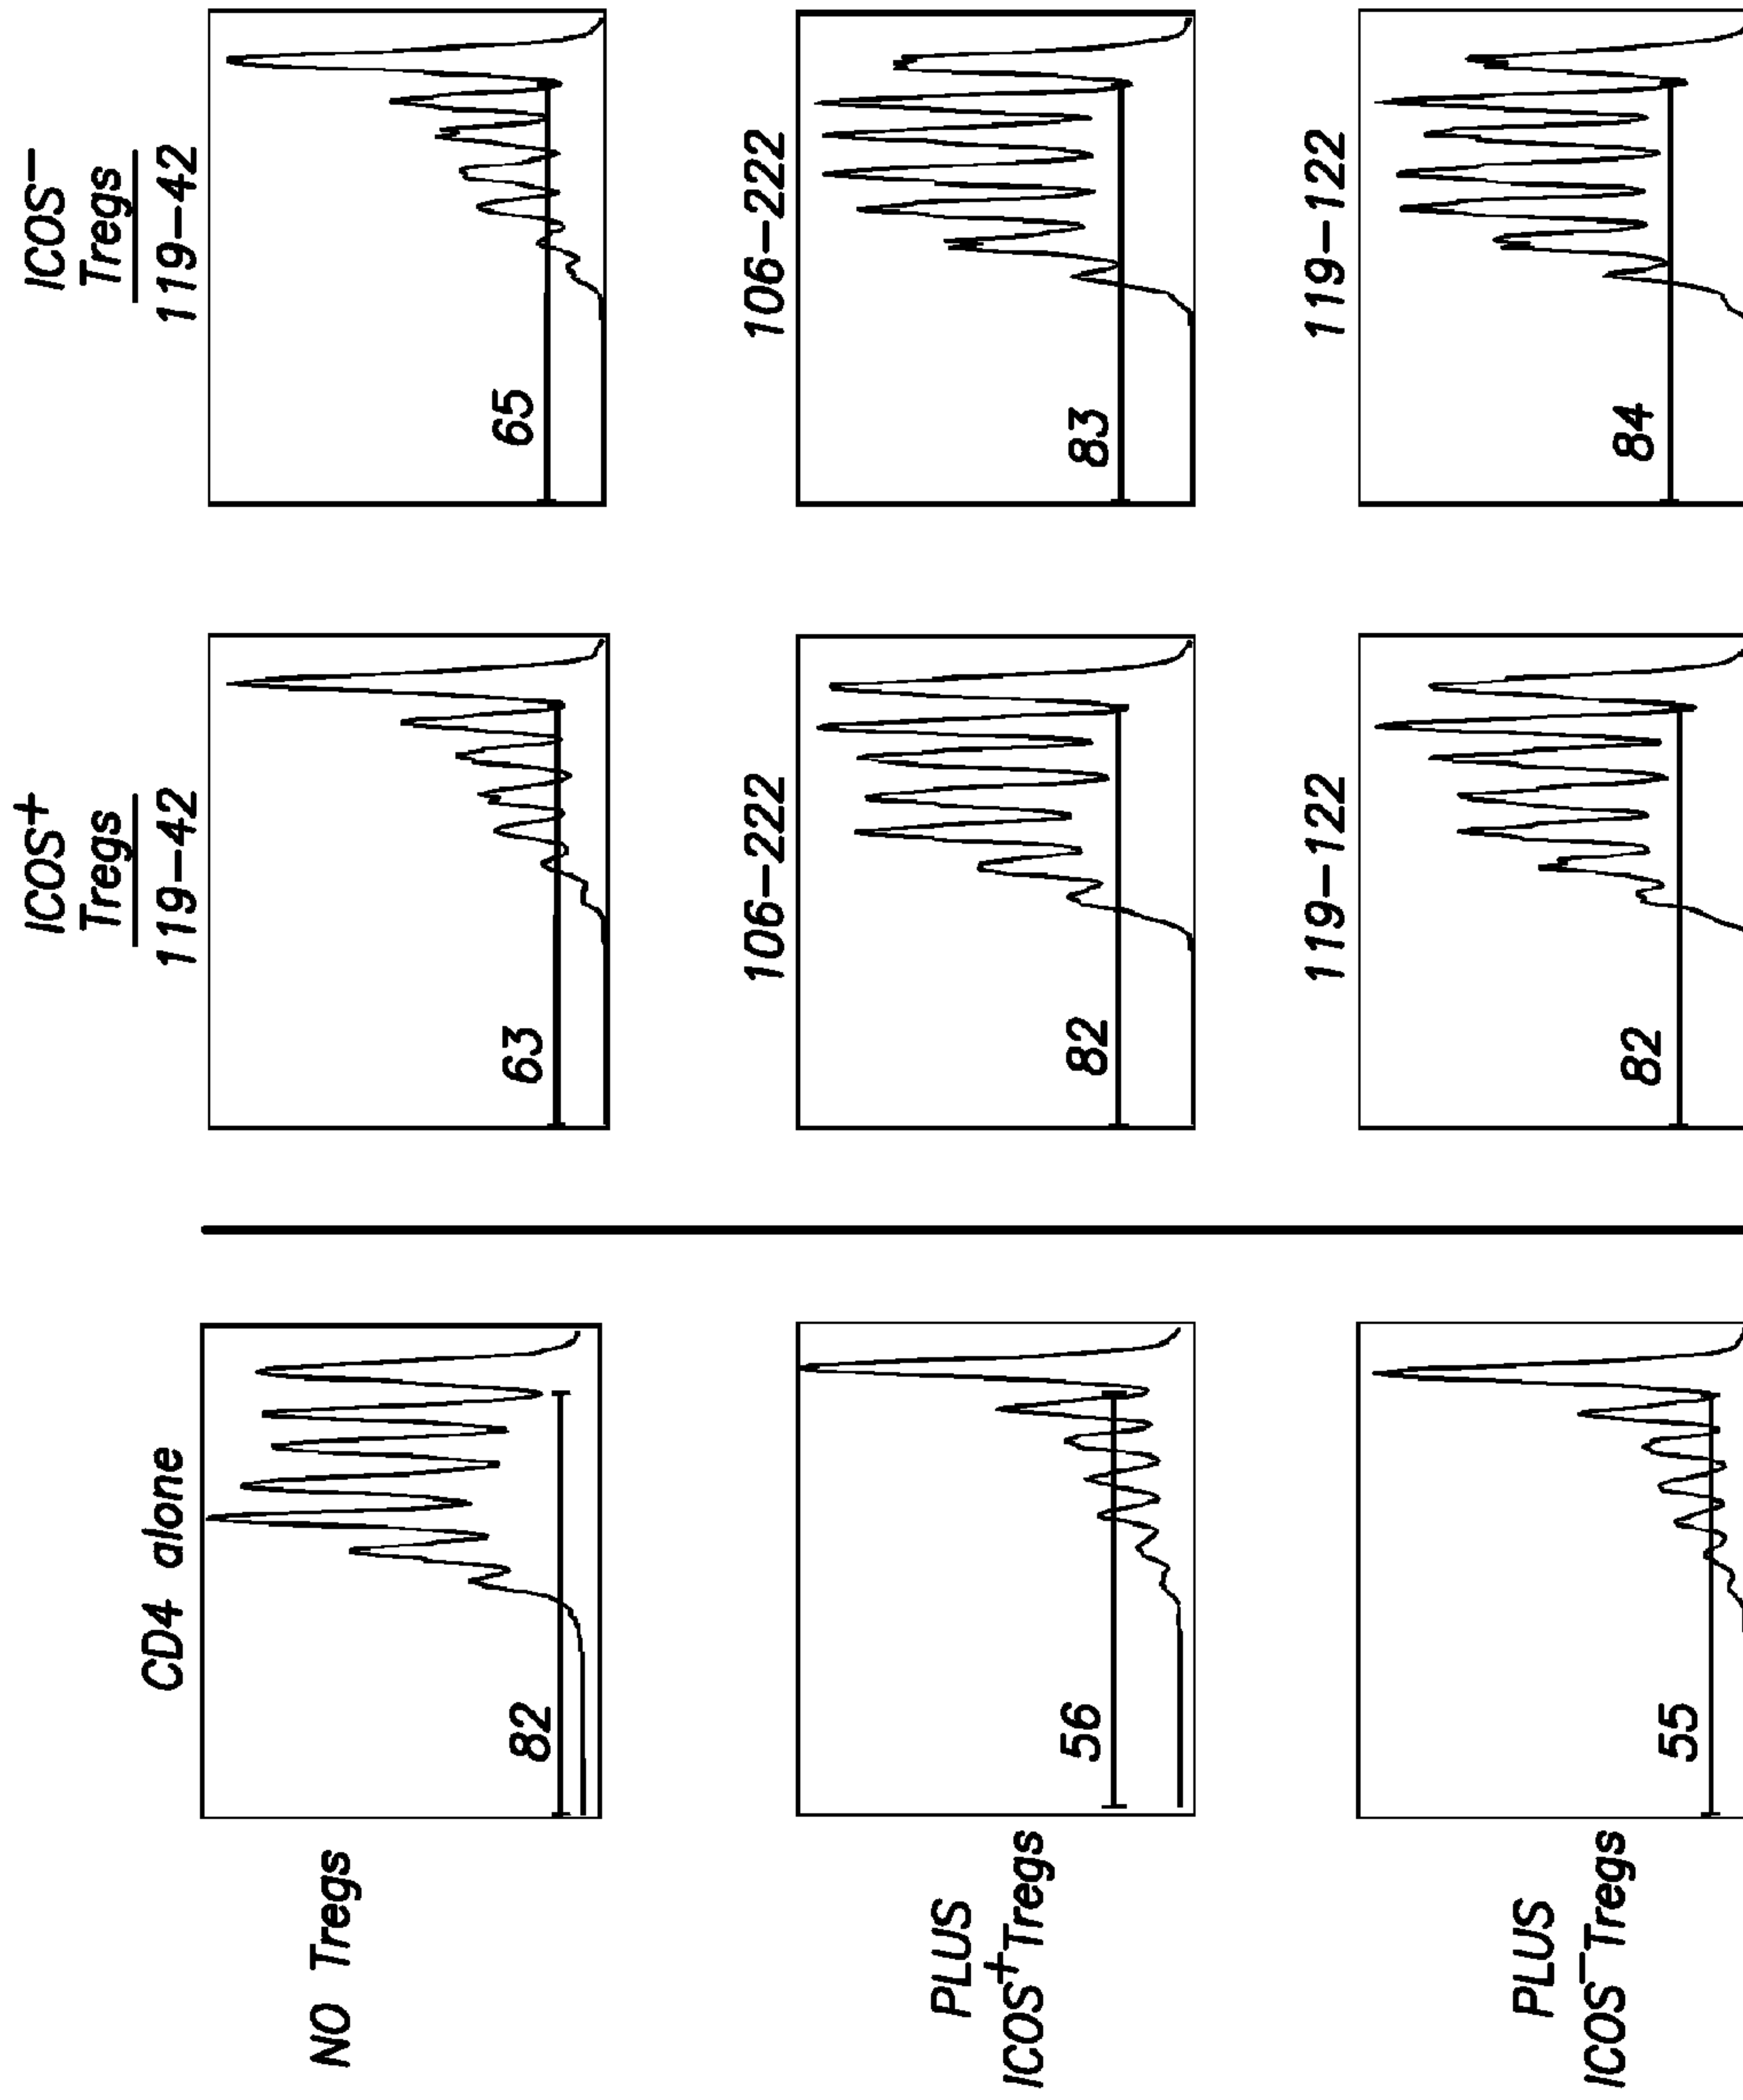 ICOS+ ICOS−
Tregs Tregs
CD4 alone 119−42 119−42
NO Tregs
82 63 65
106−222 106−222
PLUS
ICOS+Tregs
56 82 83
119−122 119−122
PLUS
ICOS−Tregs
55 82 84